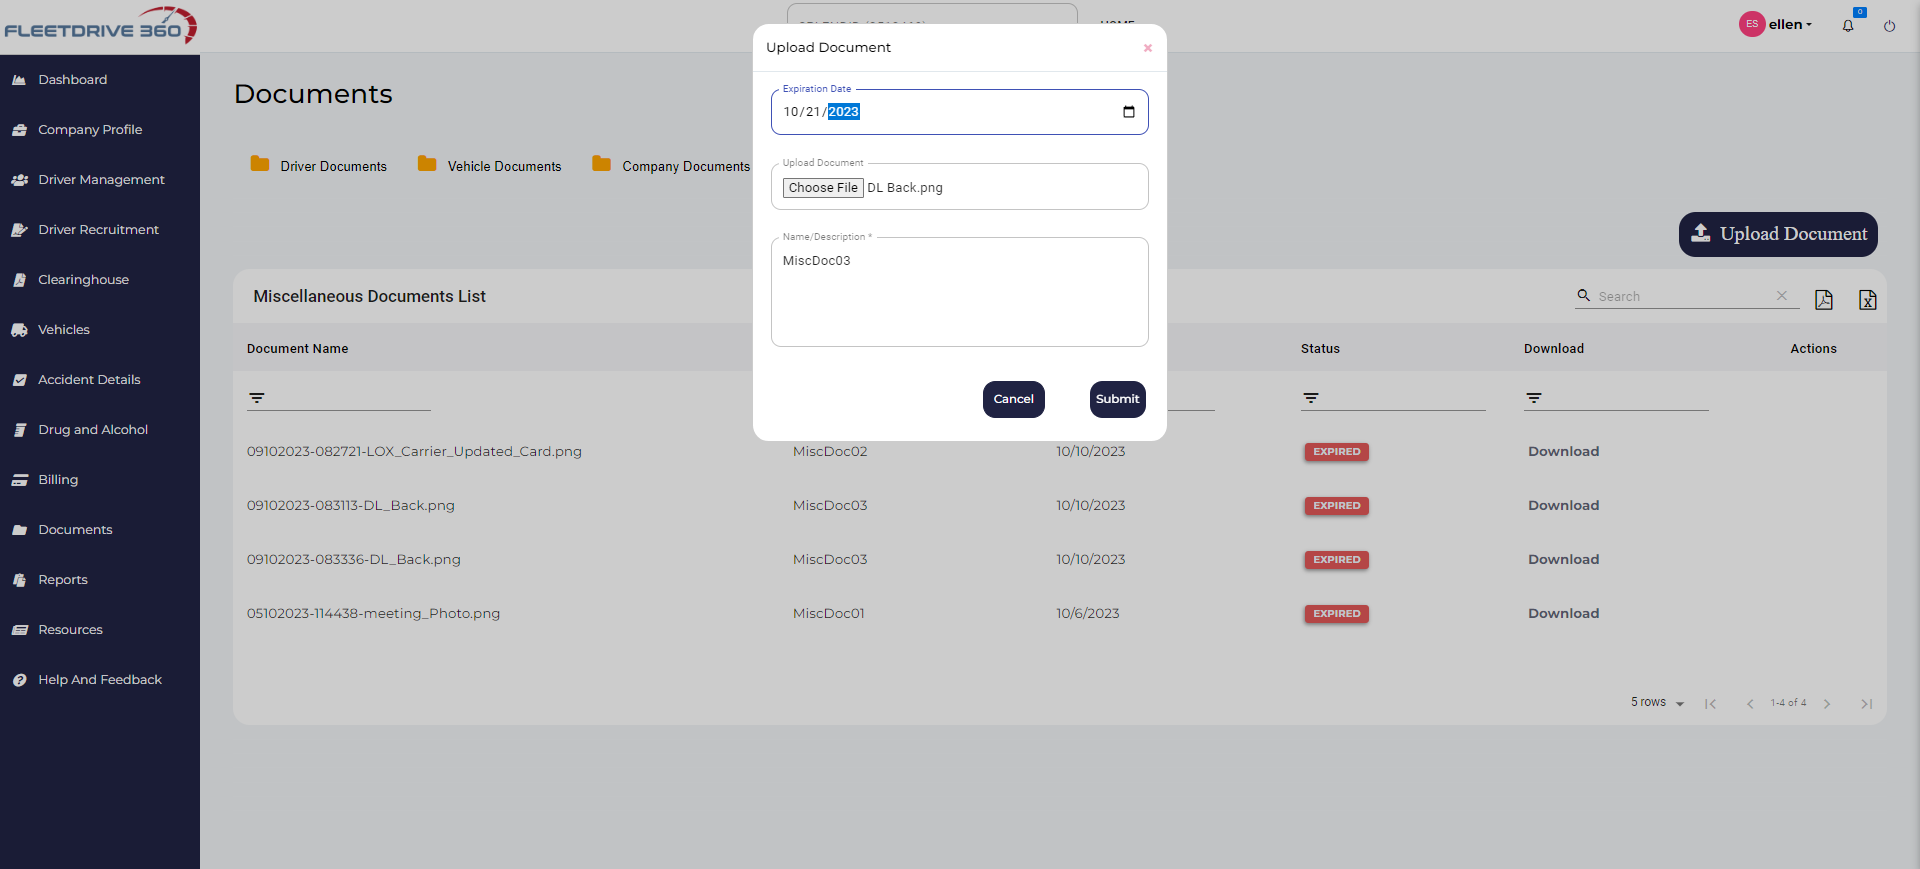 FLEETDRIVE 360
ES ellen
0
Dashboard
Company Profile
Driver Management
Driver Recruitment
Clearinghouse
Vehicles
Accident Details
Drug and Alcohol
Billing
Documents
Reports
Resources
Help And Feedback
Documents
Driver Documents
Vehicle Documents
Company Documents
Upload Document
Upload Document
×
Expiration Date
10/21/2023
Upload Document
Choose File DL Back.png
Name/Description *
MiscDoc03
Cancel
Submit
Miscellaneous Documents List
Search
Document Name Status Download Actions
09102023-082721-LOX_Carrier_Updated_Card.png MiscDoc02 10/10/2023 EXPIRED Download
09102023-083113-DL_Back.png MiscDoc03 10/10/2023 EXPIRED Download
09102023-083336-DL_Back.png MiscDoc03 10/10/2023 EXPIRED Download
05102023-114438-meeting_Photo.png MiscDoc01 10/6/2023 EXPIRED Download
5 rows 1-4 of 4